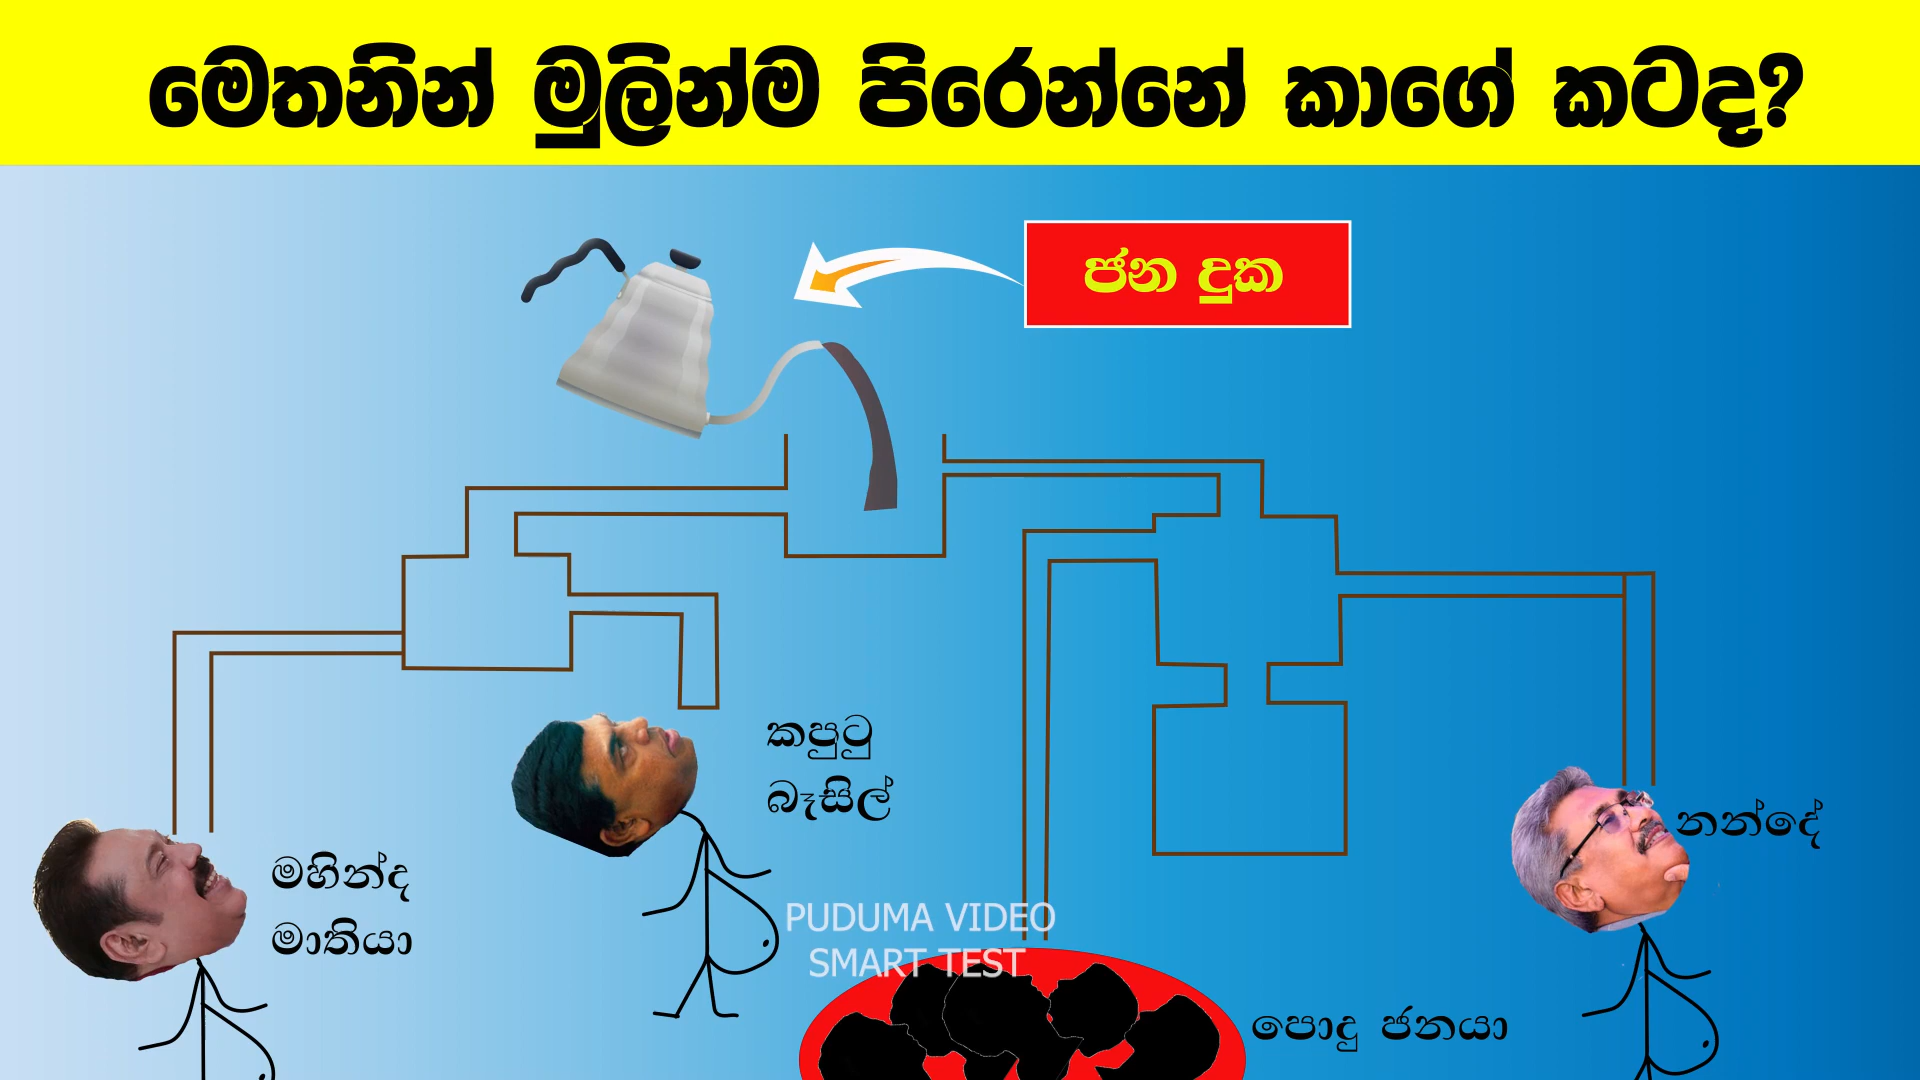 මෙතනින් මුලින්ම පිරෙන්නේ කාගේ කටද?
ජන දුක
කපුටු
බැසිල්
නන්දේ
මහින්ද
මාතියා
PUDUMA VIDEO
SMART TEST
පොදු ජනයා